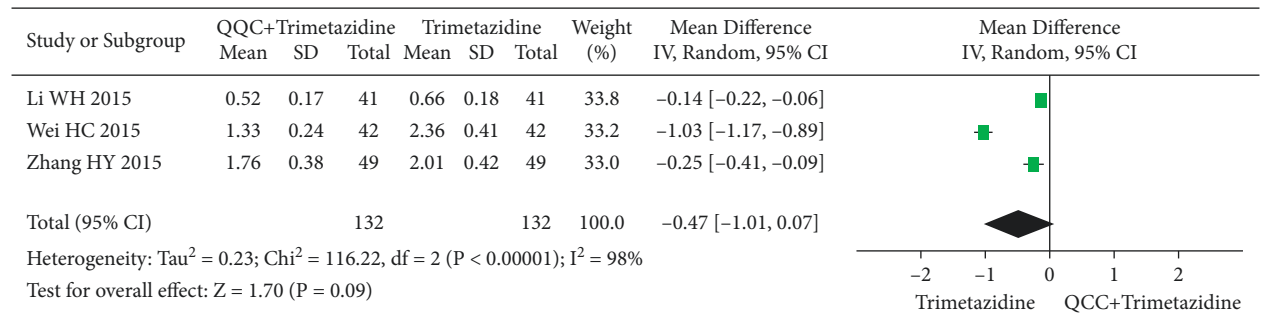 Study or Subgroup QQC+Trimetazidine Trimetazidine Weight Mean Difference Mean Difference
Mean SD Total Mean SD Total (%) IV, Random, 95% CI IV, Random, 95% CI
Li WH 2015 0.52 0.17 41 0.66 0.18 41 33.8 −0.14 [−0.22, −0.06]
Wei HC 2015 1.33 0.24 42 2.36 0.41 42 33.2 −1.03 [−1.17, −0.89]
Zhang HY 2015 1.76 0.38 49 2.01 0.42 49 33.0 −0.25 [−0.41, −0.09]
Total (95% CI) 132 132 100.0 −0.47 [−1.01, 0.07]
Heterogeneity: Tau² = 0.23; Chi² = 116.22, df = 2 (P < 0.00001); I² = 98%
Test for overall effect: Z = 1.70 (P = 0.09)
−2 −1 0 1 2
Trimetazidine QCC+Trimetazidine